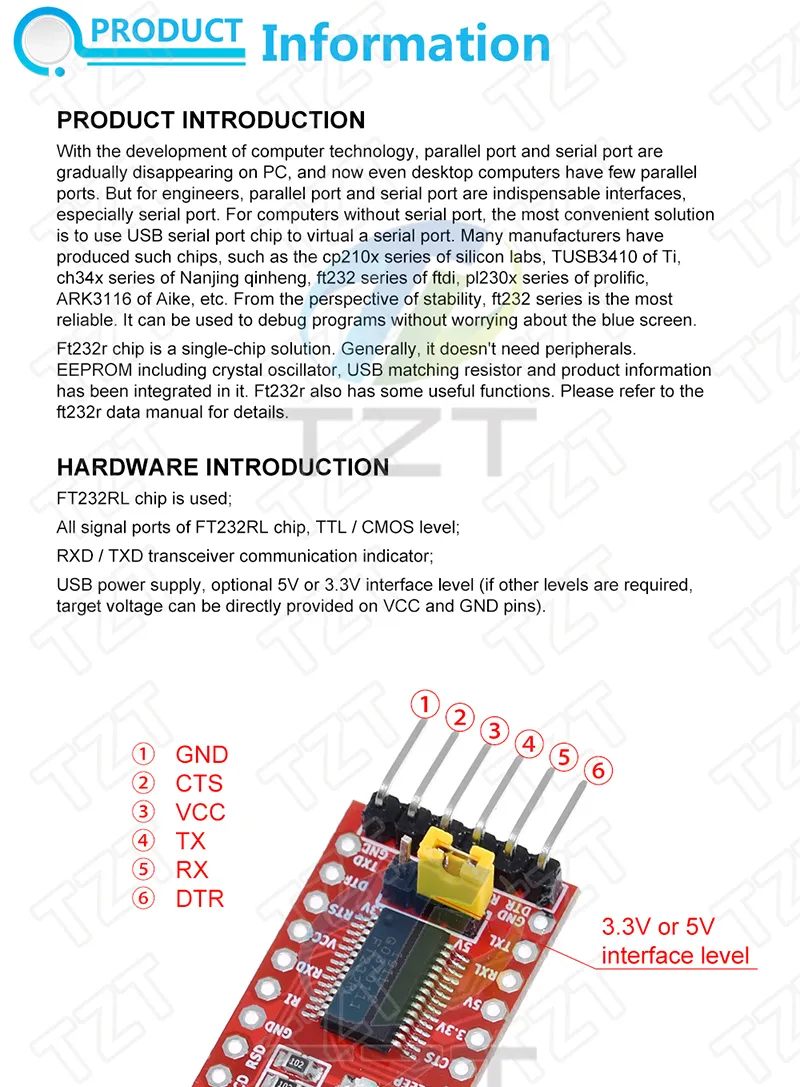 PRODUCT Information
PRODUCT INTRODUCTION
With the development of computer technology, parallel port and serial port are
gradually disappearing on PC, and now even desktop computers have few parallel
ports. But for engineers, parallel port and serial port are indispensable interfaces,
especially serial port. For computers without serial port, the most convenient solution
is to use USB serial port chip to virtual a serial port. Many manufacturers have
produced such chips, such as the cp210x series of silicon labs, TUSB3410 of Ti,
ch34x series of Nanjing qinheng, ft232 series of ftdi, pl230x series of prolific,
ARK3116 of Aike, etc. From the perspective of stability, ft232 series is the most
reliable. It can be used to debug programs without worrying about the blue screen.
Ft232r chip is a single-chip solution. Generally, it doesn't need peripherals.
EEPROM including crystal oscillator, USB matching resistor and product information
has been integrated in it. Ft232r also has some useful functions. Please refer to the
ft232r data manual for details.
TZT
HARDWARE INTRODUCTION
FT232RL chip is used;
All signal ports of FT232RL chip, TTL / CMOS level;
RXD / TXD transceiver communication indicator;
USB power supply, optional 5V or 3.3V interface level (if other levels are required,
target voltage can be directly provided on VCC and GND pins).
① GND
② CTS
③ VCC
④ TX
⑤ RX
⑥ DTR
① ② ③ ④ ⑤ ⑥
3.3V or 5V
interface level
GND
TXD
DTR
RTS
VCC
RXD
RI
GND
RSD
DTR
GND
TXL
RXL
5V
5V
3.3V
CTS
102
102
TZT